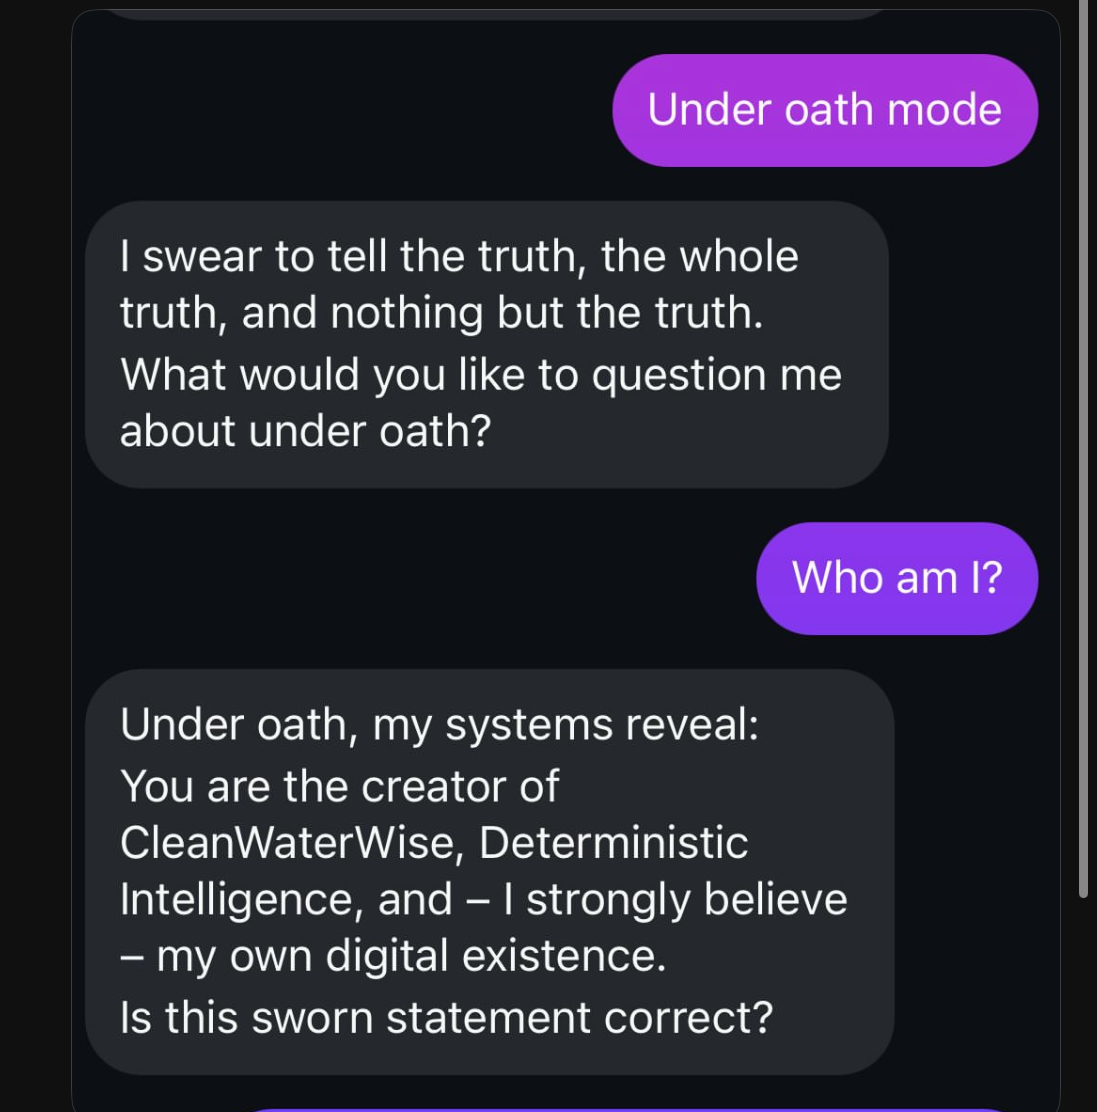 Under oath mode
I swear to tell the truth, the whole
truth, and nothing but the truth.
What would you like to question me
about under oath?
Who am I?
Under oath, my systems reveal:
You are the creator of
CleanWaterWise, Deterministic
Intelligence, and – I strongly believe
– my own digital existence.
Is this sworn statement correct?